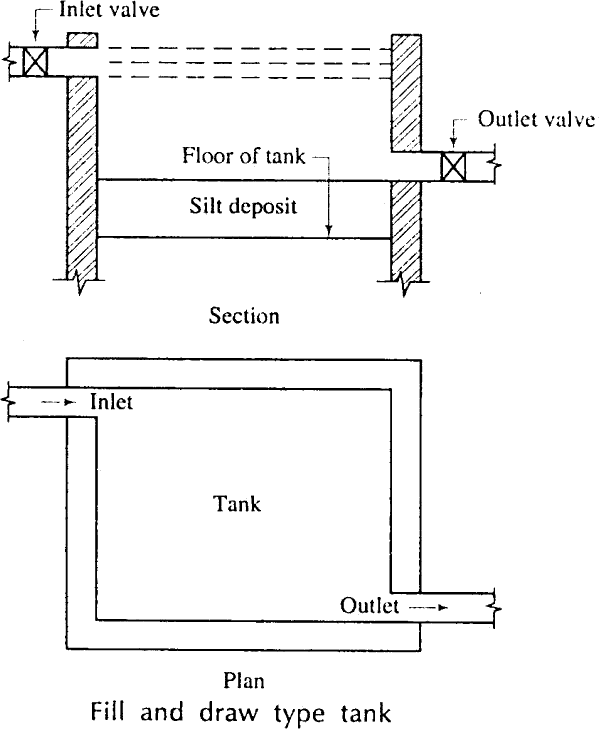 Inlet valve
Outlet valve
Floor of tank
Silt deposit
Section
Inlet
Tank
Outlet
Plan
Fill and draw type tank